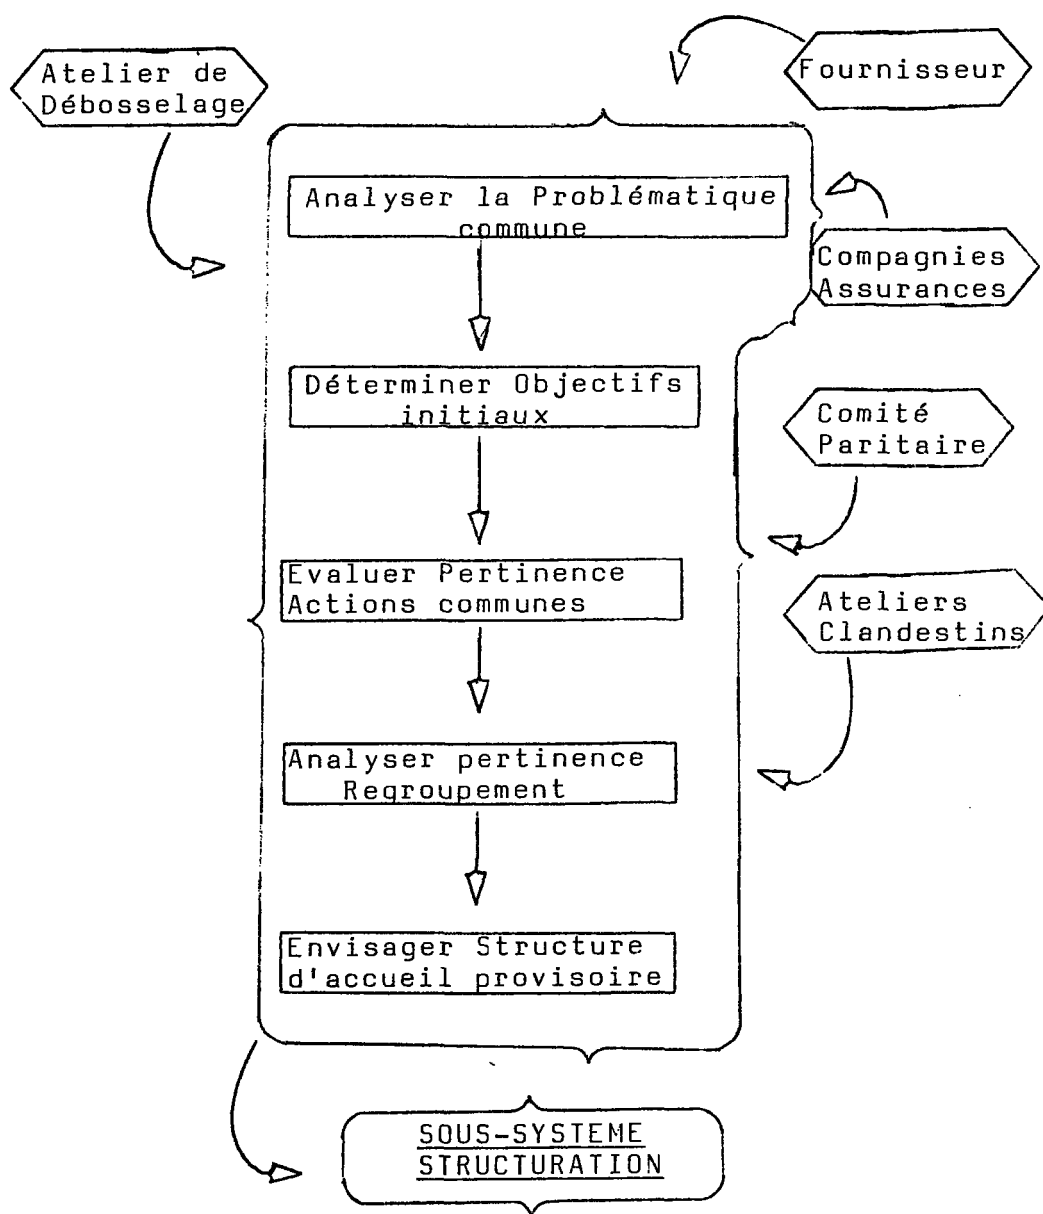 Atelier de
Débosselage
Fournisseur
Analyser la Problématique
commune
Compagnies
Assurances
Déterminer Objectifs
initiaux
Comité
Paritaire
Evaluer Pertinence
Actions communes
Ateliers
Clandestins
Analyser pertinence
Regroupement
Envisager Structure
d'accueil provisoire
SOUS-SYSTEME
STRUCTURATION